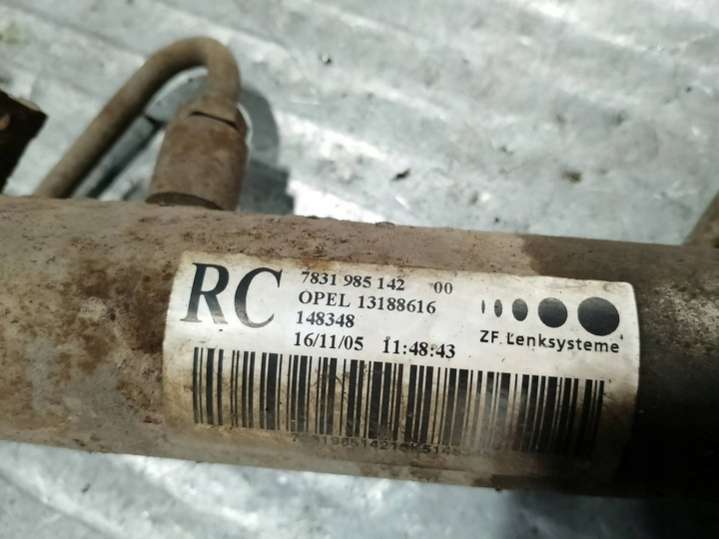 RC
7831 985 142 00
OPEL 13188616
148348
16/11/05 11:48:43
ZF Lenksysteme